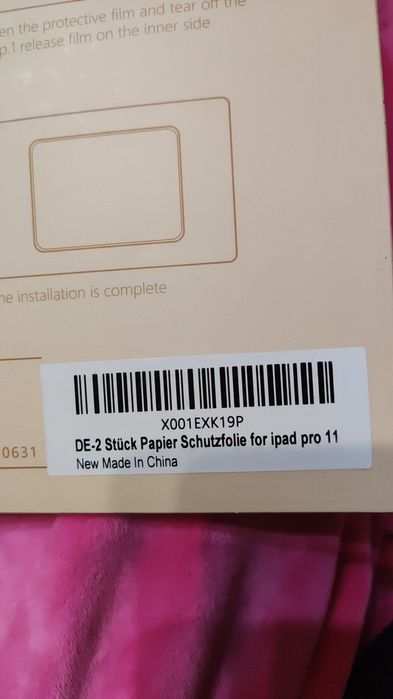 en the protective film and tear off the
p.1 release film on the inner side
he installation is complete
0631
X001EXK19P
DE-2 Stück Papier Schutzfolie for ipad pro 11
New Made In China